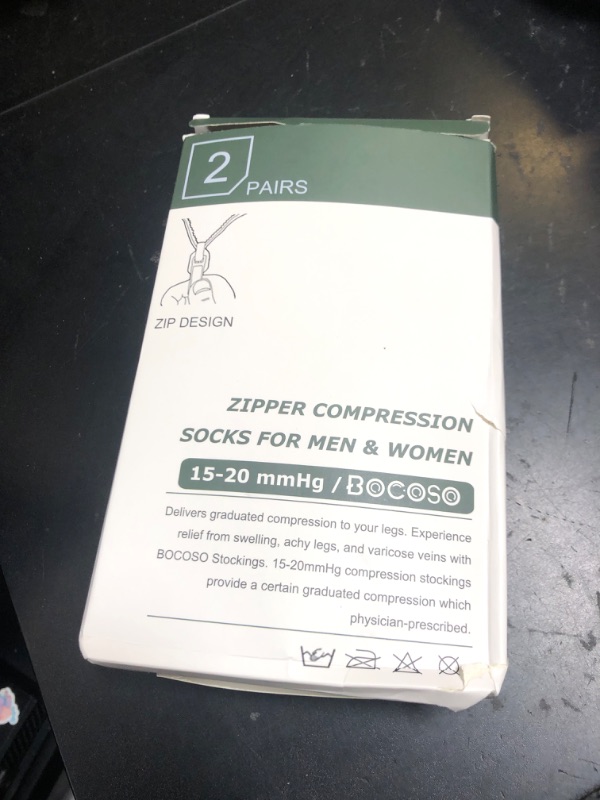 2
PAIRS
ZIP DESIGN
ZIPPER COMPRESSION
SOCKS FOR MEN & WOMEN
15-20 mmHg / BOCOSO
Delivers graduated compression to your legs. Experience
relief from swelling, achy legs, and varicose veins with
BOCOSO Stockings. 15-20mmHg compression stockings
provide a certain graduated compression which
physician-prescribed.